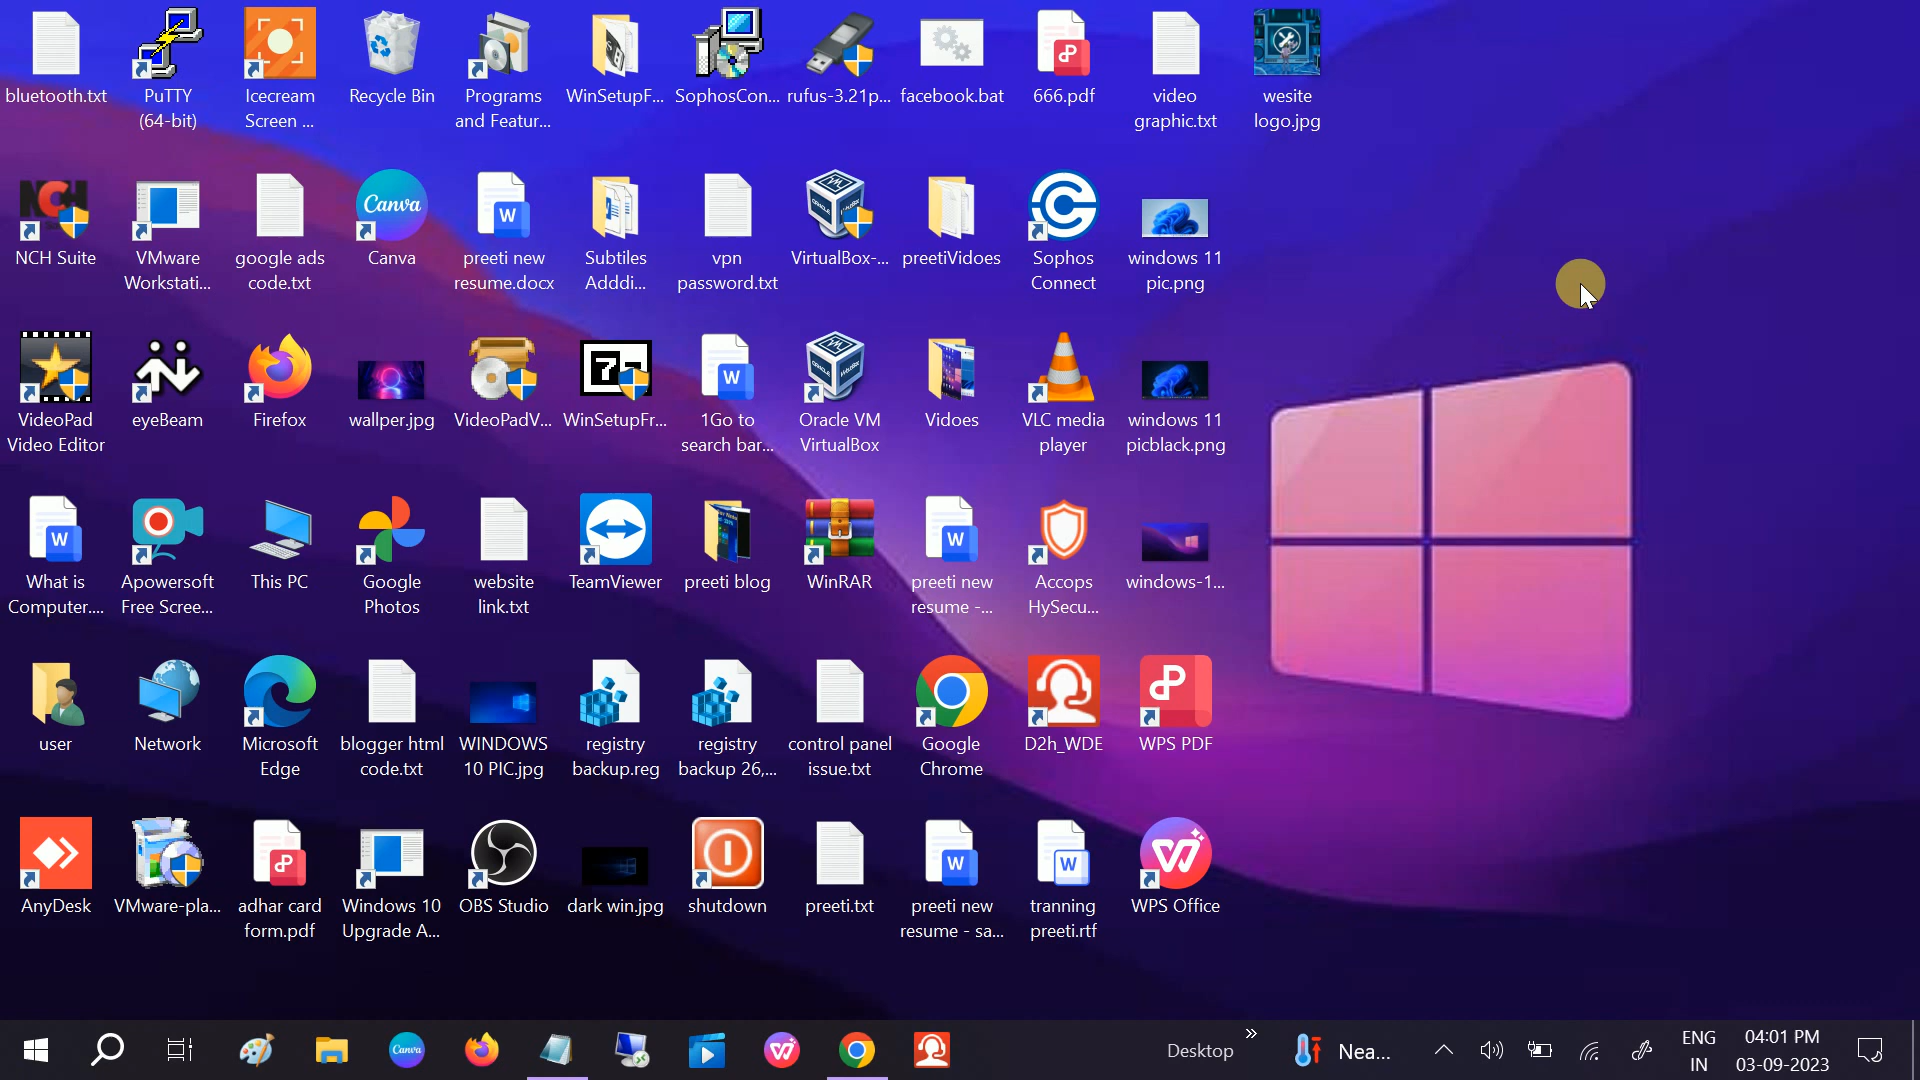 bluetooth.txt
PuTTY
(64-bit)
Icecream
Screen ...
Recycle Bin
Programs
and Featur...
WinSetupF...
SophosCon...
rufus-3.21p...
facebook.bat
666.pdf
video
graphic.txt
wesite
logo.jpg
NCH
NCH Suite
VMware
Workstati...
google ads
code.txt
Canva
Canva
W
preeti new
resume.docx
Subtiles
Adddi...
vpn
password.txt
VirtualBox-...
preetiVidoes
Sophos
Connect
windows 11
pic.png
VideoPad
Video Editor
eyeBeam
Firefox
wallper.jpg
VideoPadV...
WinSetupFr...
W
1Go to
search bar...
Oracle VM
VirtualBox
Vidoes
VLC media
player
windows 11
picblack.png
W
What is
Computer....
Apowersoft
Free Scree...
This PC
Google
Photos
website
link.txt
TeamViewer
preeti blog
WinRAR
W
preeti new
resume -...
Accops
HySecu...
windows-1...
user
Network
Microsoft
Edge
blogger html
code.txt
WINDOWS
10 PIC.jpg
registry
backup.reg
registry
backup 26,...
control panel
issue.txt
Google
Chrome
D2h_WDE
WPS PDF
AnyDesk
VMware-pla...
adhar card
form.pdf
Windows 10
Upgrade A...
OBS Studio
dark win.jpg
shutdown
preeti.txt
W
preeti new
resume - sa...
W
tranning
preeti.rtf
WPS Office
Canva
Desktop
Nea...
ENG
IN
04:01 PM
03-09-2023